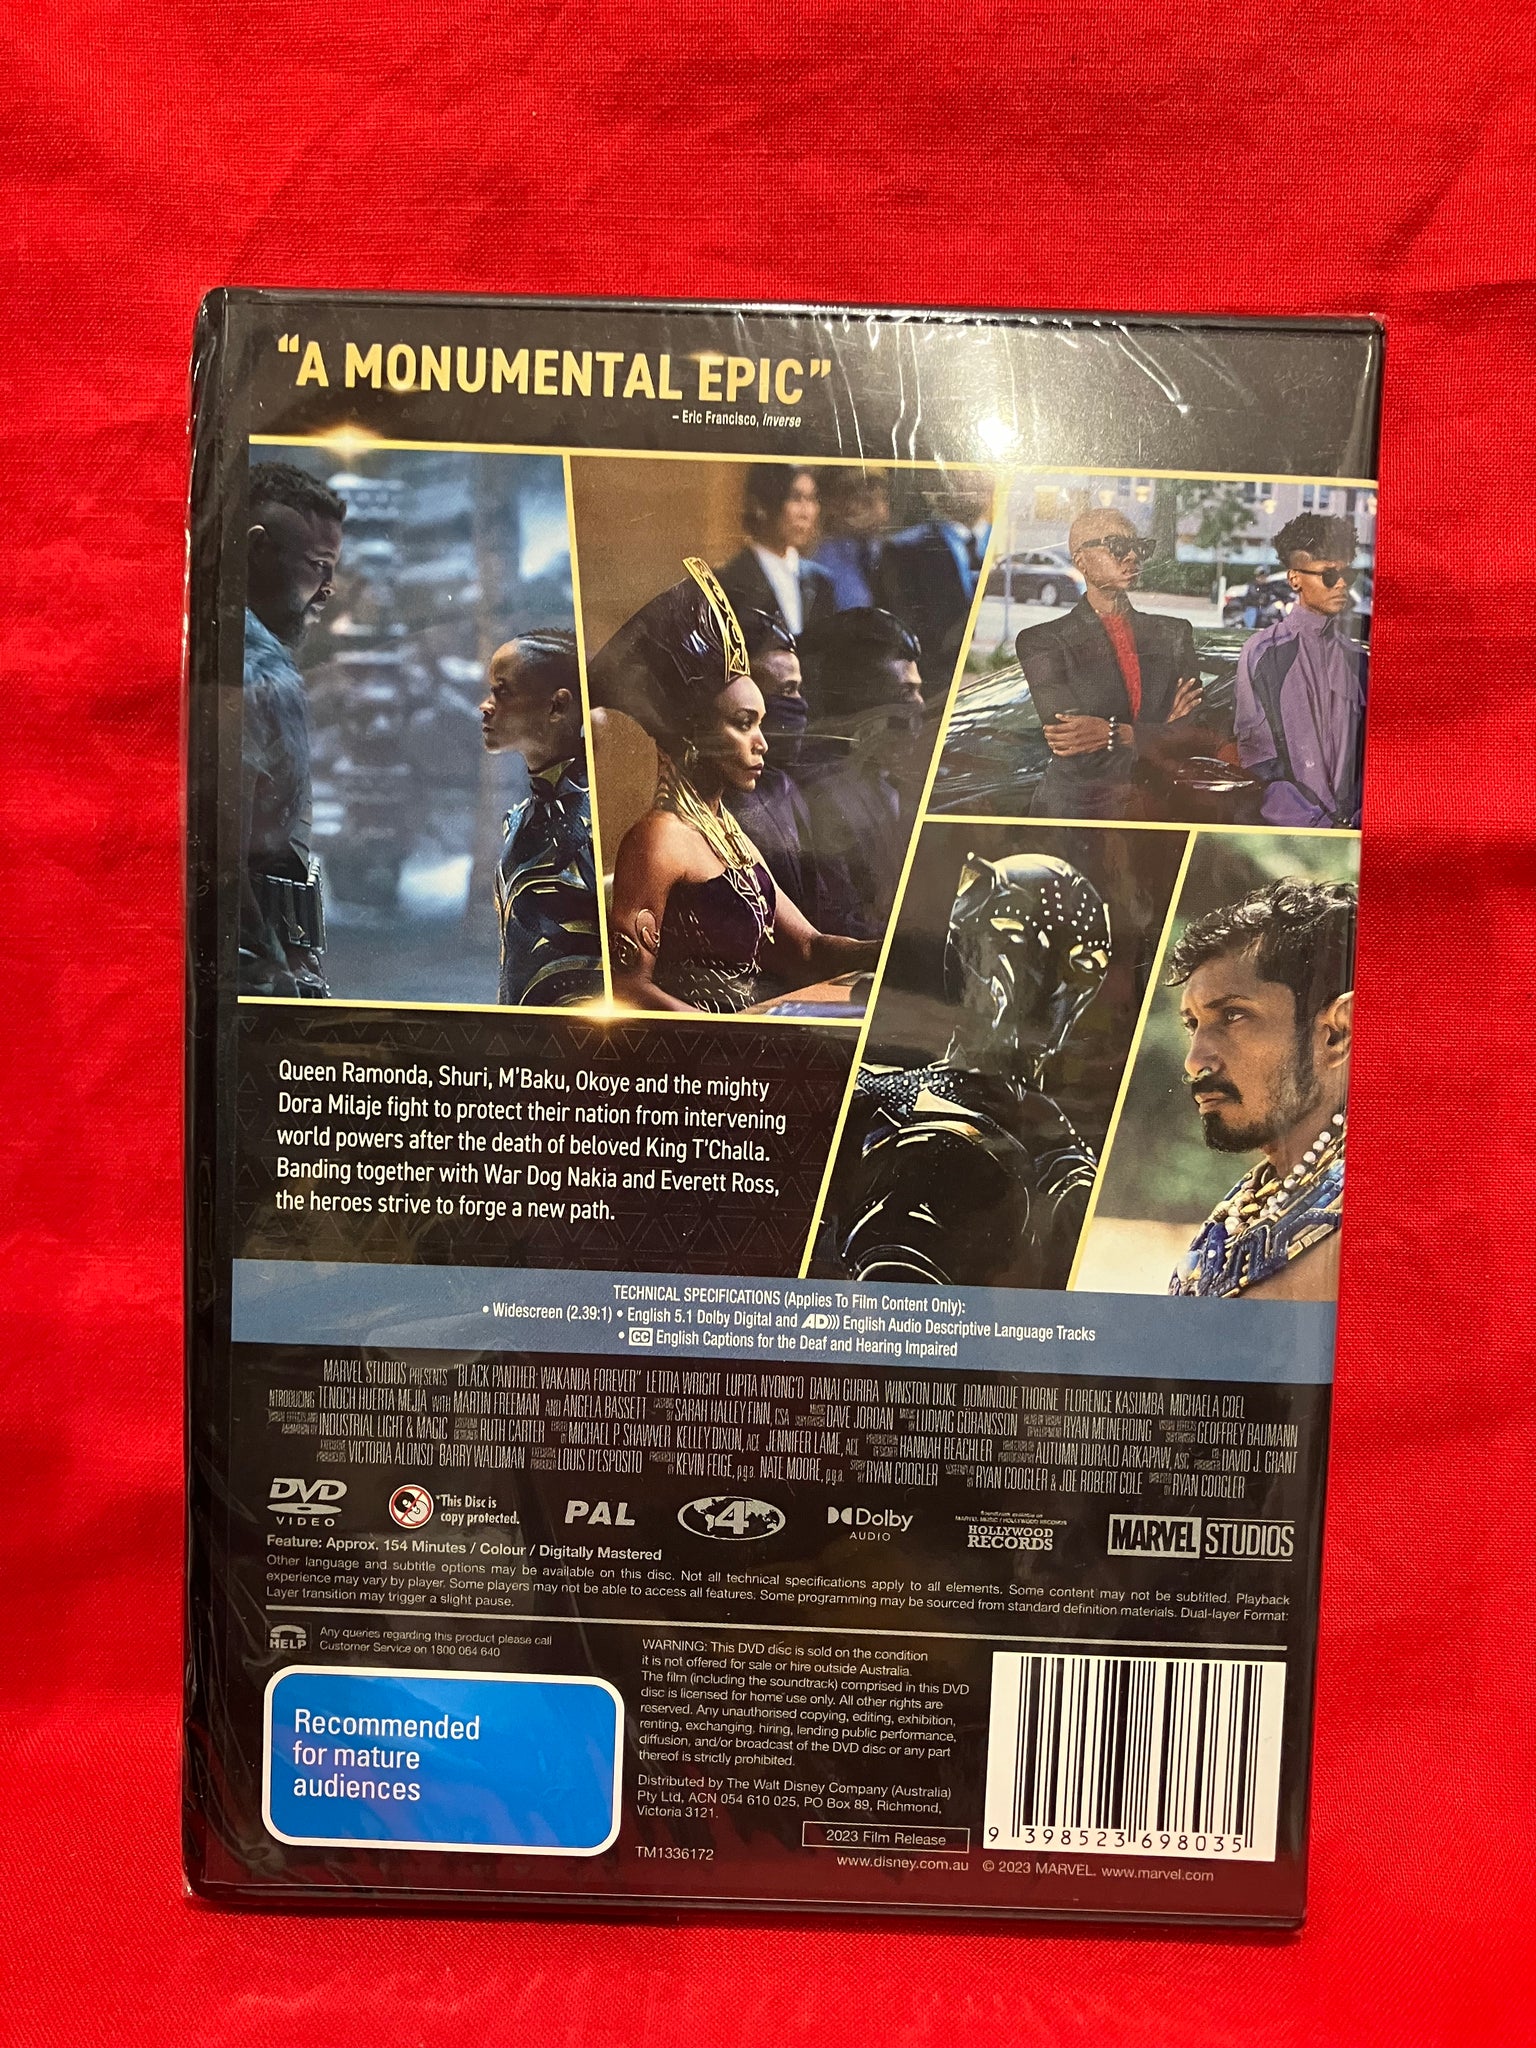 “A MONUMENTAL EPIC”
– Eric Francisco, Inverse
Queen Ramonda, Shuri, M'Baku, Okoye and the mighty
Dora Milaje fight to protect their nation from intervening
world powers after the death of beloved King T'Challa.
Banding together with War Dog Nakia and Everett Ross,
the heroes strive to forge a new path.
TECHNICAL SPECIFICATIONS (Applies To Film Content Only):
• Widescreen (2.39:1) • English 5.1 Dolby Digital and AD))) English Audio Descriptive Language Tracks
• CC English Captions for the Deaf and Hearing Impaired
MARVEL STUDIOS PRESENTS "BLACK PANTHER: WAKANDA FOREVER" LETITIA WRIGHT LUPITA NYONG'O DANAI GURIRA WINSTON DUKE DOMINIQUE THORNE FLORENCE KASUMBA MICHAELA COEL
INTRODUCING TENOCH HUERTA MEJIA WITH MARTIN FREEMAN AND ANGELA BASSETT CASTING BY SARAH HALLEY FINN, CSA DAVE JORDAN MUSIC BY LUDWIG GÖRANSSON RYAN MEINERDING GEOFFREY BAUMANN
INDUSTRIAL LIGHT & MAGIC RUTH CARTER EDITED BY MICHAEL P. SHAWVER KELLEY DIXON, ACE JENNIFER LAME, ACE HANNAH BEACHLER AUTUMN DURALD ARKAPAW, ASC DAVID J. GRANT
VICTORIA ALONSO BARRY WALDMAN LOUIS D'ESPOSITO KEVIN FEIGE, p.g.a. NATE MOORE, p.g.a. STORY BY RYAN COOGLER RYAN COOGLER & JOE ROBERT COLE DIRECTED BY RYAN COOGLER
DVD
VIDEO
*This Disc is
copy protected.
PAL
4
Dolby
AUDIO
Soundtrack available on
MARVEL MUSIC / HOLLYWOOD RECORDS
HOLLYWOOD
RECORDS
MARVEL STUDIOS
Feature: Approx. 154 Minutes / Colour / Digitally Mastered
Other language and subtitle options may be available on this disc. Not all technical specifications apply to all elements. Some content may not be subtitled. Playback
experience may vary by player. Some players may not be able to access all features. Some programming may be sourced from standard definition materials. Dual-layer Format:
Layer transition may trigger a slight pause.
HELP
Any queries regarding this product please call
Customer Service on 1800 064 640
Recommended
for mature
audiences
WARNING: This DVD disc is sold on the condition
it is not offered for sale or hire outside Australia.
The film (including the soundtrack) comprised in this DVD
disc is licensed for home use only. All other rights are
reserved. Any unauthorised copying, editing, exhibition,
renting, exchanging, hiring, lending public performance,
diffusion, and/or broadcast of the DVD disc or any part
thereof is strictly prohibited.
Distributed by The Walt Disney Company (Australia)
Pty Ltd, ACN 054 610 025, PO Box 89, Richmond,
Victoria 3121.
TM1336172
2023 Film Release
www.disney.com.au
9 398523 698035
© 2023 MARVEL. www.marvel.com